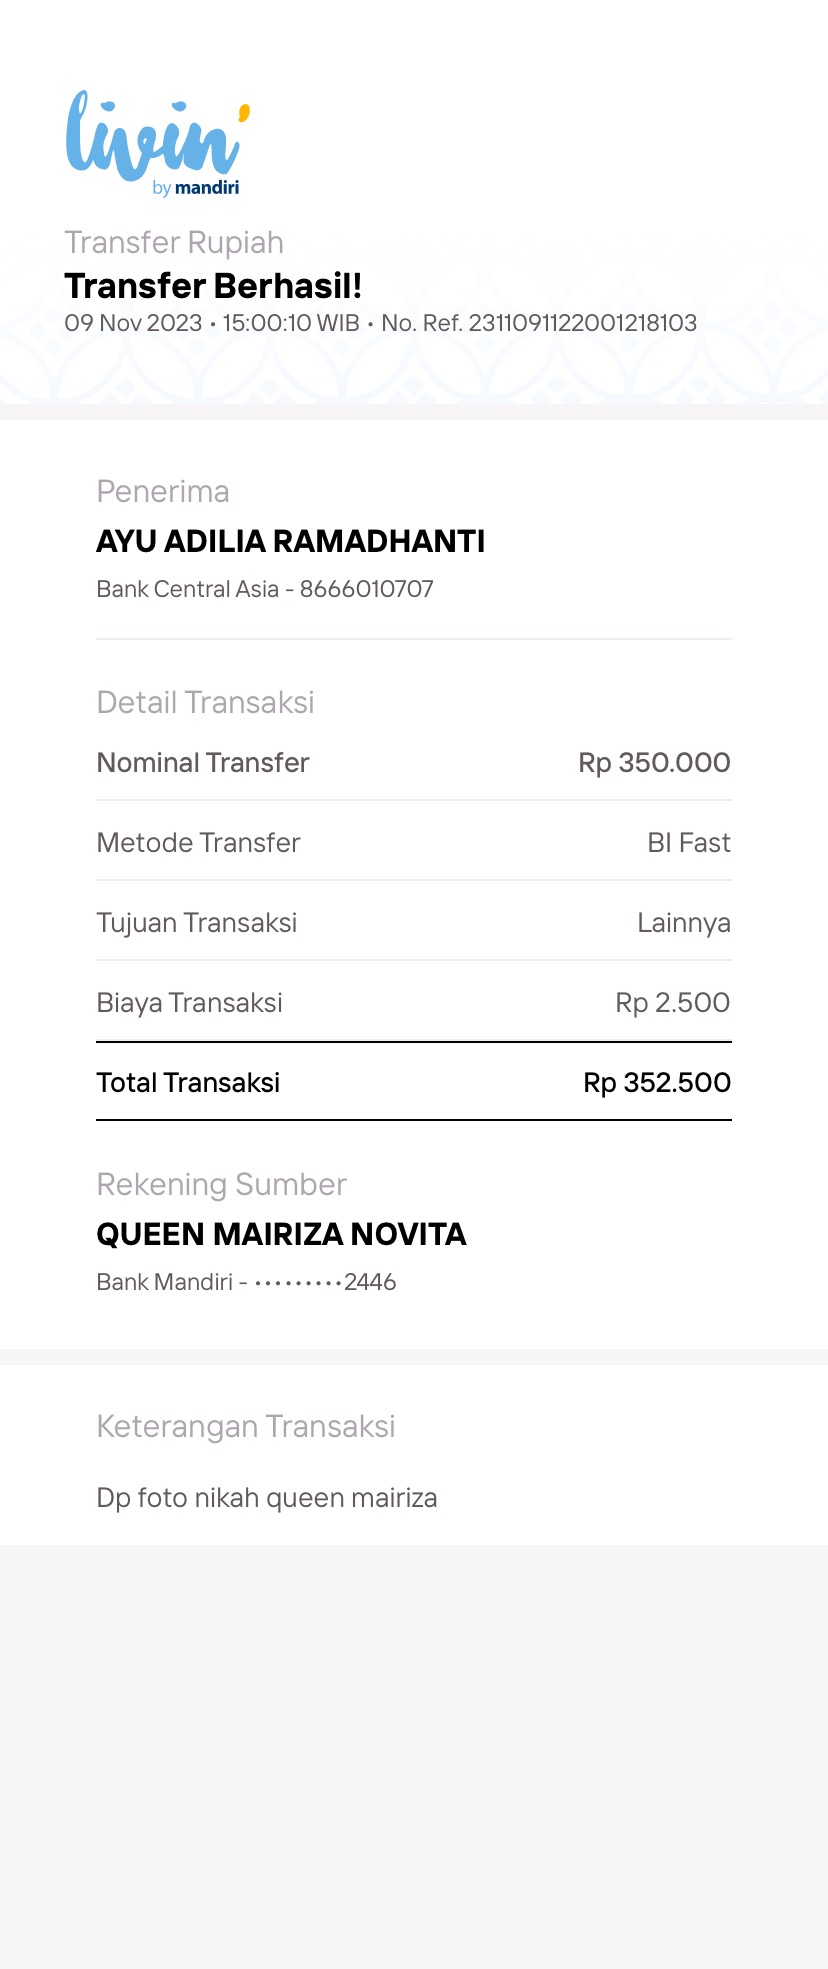 livin'
by mandiri
Transfer Rupiah
Transfer Berhasil!
09 Nov 2023 • 15:00:10 WIB • No. Ref. 2311091122001218103
Penerima
AYU ADILIA RAMADHANTI
Bank Central Asia - 8666010707
Detail Transaksi
Nominal Transfer Rp 350.000
Metode Transfer BI Fast
Tujuan Transaksi Lainnya
Biaya Transaksi Rp 2.500
Total Transaksi Rp 352.500
Rekening Sumber
QUEEN MAIRIZA NOVITA
Bank Mandiri - •••••••••2446
Keterangan Transaksi
Dp foto nikah queen mairiza